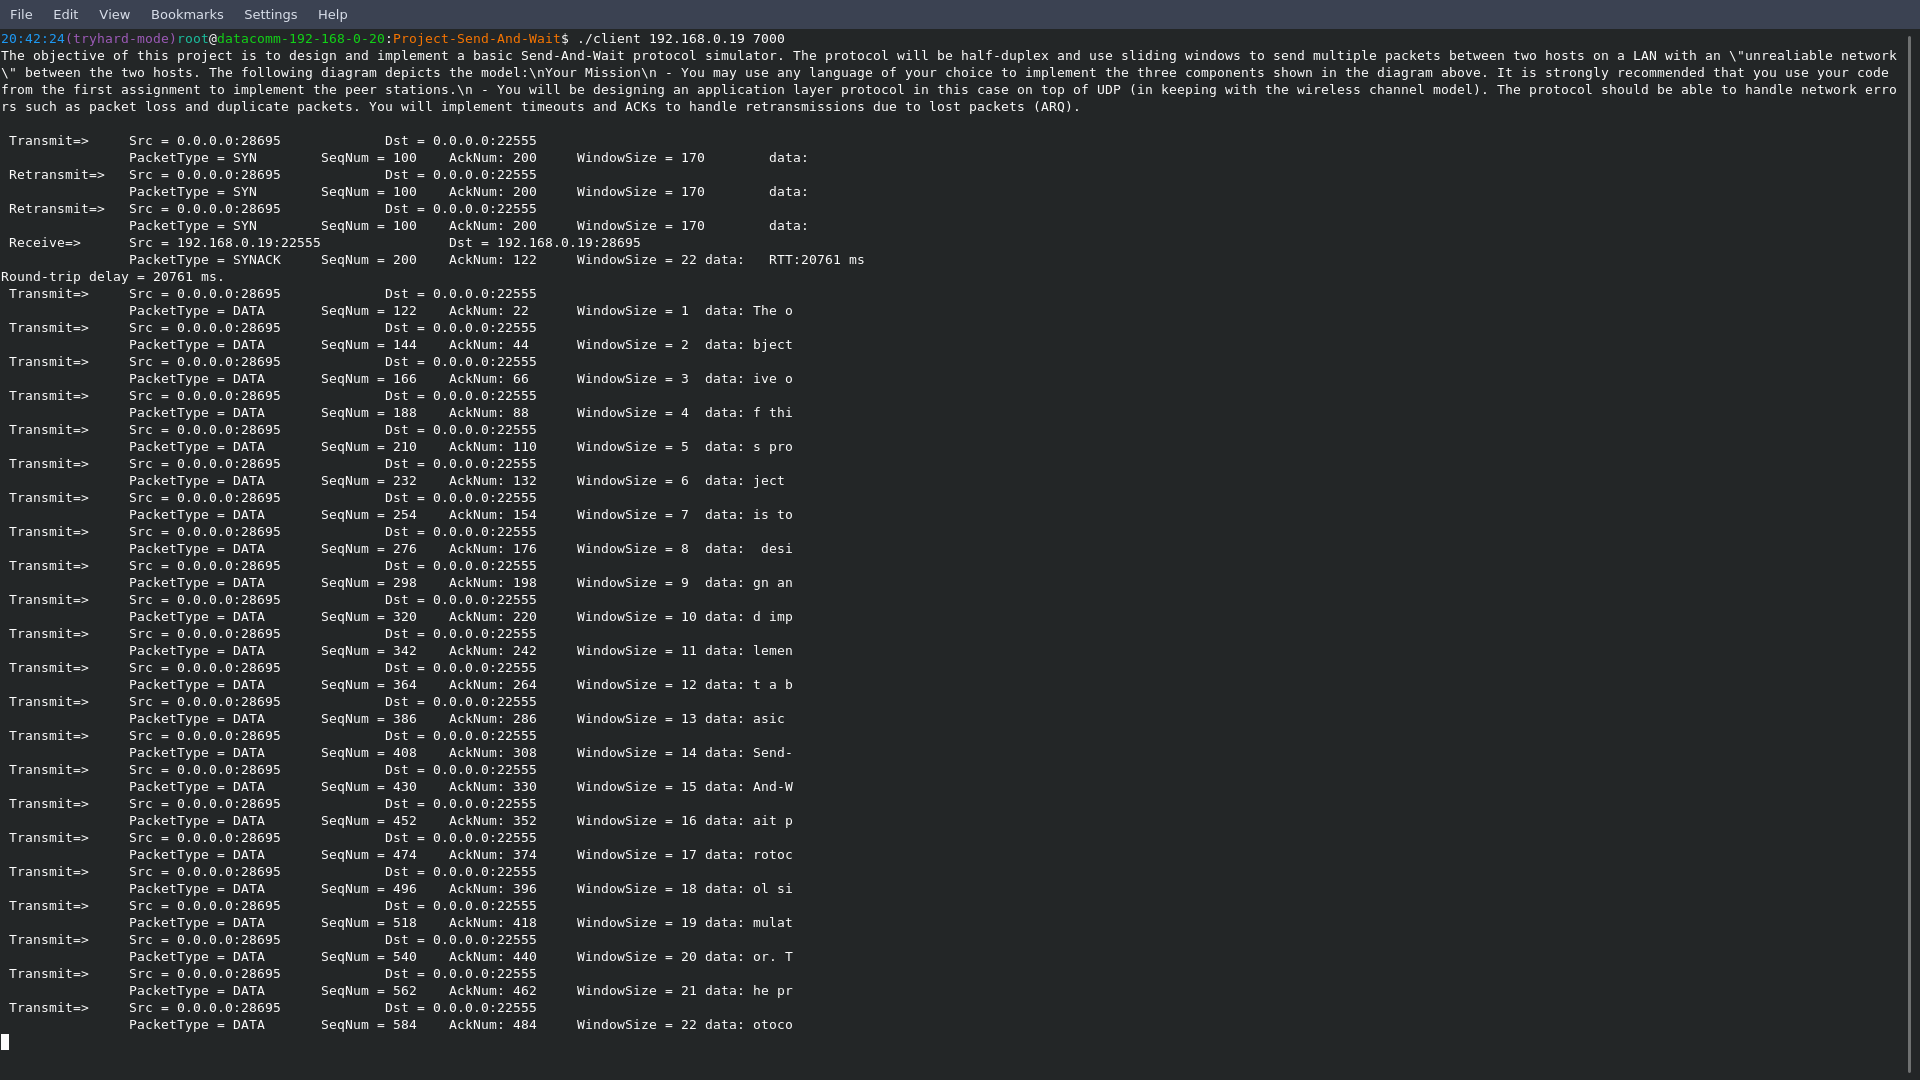 File Edit View Bookmarks Settings Help
20:42:24(tryhard-mode)root@datacomm-192-168-0-20:Project-Send-And-Wait$ ./client 192.168.0.19 7000
The objective of this project is to design and implement a basic Send-And-Wait protocol simulator. The protocol will be half-duplex and use sliding windows to send multiple packets between two hosts on a LAN with an \"unrealiable network
\" between the two hosts. The following diagram depicts the model:\nYour Mission\n - You may use any language of your choice to implement the three components shown in the diagram above. It is strongly recommended that you use your code
from the first assignment to implement the peer stations.\n - You will be designing an application layer protocol in this case on top of UDP (in keeping with the wireless channel model). The protocol should be able to handle network erro
rs such as packet loss and duplicate packets. You will implement timeouts and ACKs to handle retransmissions due to lost packets (ARQ).
Transmit=> Src = 0.0.0.0:28695 Dst = 0.0.0.0:22555
PacketType = SYN SeqNum = 100 AckNum: 200 WindowSize = 170 data:
Retransmit=> Src = 0.0.0.0:28695 Dst = 0.0.0.0:22555
PacketType = SYN SeqNum = 100 AckNum: 200 WindowSize = 170 data:
Retransmit=> Src = 0.0.0.0:28695 Dst = 0.0.0.0:22555
PacketType = SYN SeqNum = 100 AckNum: 200 WindowSize = 170 data:
Receive=> Src = 192.168.0.19:22555 Dst = 192.168.0.19:28695
PacketType = SYNACK SeqNum = 200 AckNum: 122 WindowSize = 22 data: RTT:20761 ms
Round-trip delay = 20761 ms.
Transmit=> Src = 0.0.0.0:28695 Dst = 0.0.0.0:22555
PacketType = DATA SeqNum = 122 AckNum: 22 WindowSize = 1 data: The o
Transmit=> Src = 0.0.0.0:28695 Dst = 0.0.0.0:22555
PacketType = DATA SeqNum = 144 AckNum: 44 WindowSize = 2 data: bject
Transmit=> Src = 0.0.0.0:28695 Dst = 0.0.0.0:22555
PacketType = DATA SeqNum = 166 AckNum: 66 WindowSize = 3 data: ive o
Transmit=> Src = 0.0.0.0:28695 Dst = 0.0.0.0:22555
PacketType = DATA SeqNum = 188 AckNum: 88 WindowSize = 4 data: f thi
Transmit=> Src = 0.0.0.0:28695 Dst = 0.0.0.0:22555
PacketType = DATA SeqNum = 210 AckNum: 110 WindowSize = 5 data: s pro
Transmit=> Src = 0.0.0.0:28695 Dst = 0.0.0.0:22555
PacketType = DATA SeqNum = 232 AckNum: 132 WindowSize = 6 data: ject
Transmit=> Src = 0.0.0.0:28695 Dst = 0.0.0.0:22555
PacketType = DATA SeqNum = 254 AckNum: 154 WindowSize = 7 data: is to
Transmit=> Src = 0.0.0.0:28695 Dst = 0.0.0.0:22555
PacketType = DATA SeqNum = 276 AckNum: 176 WindowSize = 8 data:  desi
Transmit=> Src = 0.0.0.0:28695 Dst = 0.0.0.0:22555
PacketType = DATA SeqNum = 298 AckNum: 198 WindowSize = 9 data: gn an
Transmit=> Src = 0.0.0.0:28695 Dst = 0.0.0.0:22555
PacketType = DATA SeqNum = 320 AckNum: 220 WindowSize = 10 data: d imp
Transmit=> Src = 0.0.0.0:28695 Dst = 0.0.0.0:22555
PacketType = DATA SeqNum = 342 AckNum: 242 WindowSize = 11 data: lemen
Transmit=> Src = 0.0.0.0:28695 Dst = 0.0.0.0:22555
PacketType = DATA SeqNum = 364 AckNum: 264 WindowSize = 12 data: t a b
Transmit=> Src = 0.0.0.0:28695 Dst = 0.0.0.0:22555
PacketType = DATA SeqNum = 386 AckNum: 286 WindowSize = 13 data: asic
Transmit=> Src = 0.0.0.0:28695 Dst = 0.0.0.0:22555
PacketType = DATA SeqNum = 408 AckNum: 308 WindowSize = 14 data: Send-
Transmit=> Src = 0.0.0.0:28695 Dst = 0.0.0.0:22555
PacketType = DATA SeqNum = 430 AckNum: 330 WindowSize = 15 data: And-W
Transmit=> Src = 0.0.0.0:28695 Dst = 0.0.0.0:22555
PacketType = DATA SeqNum = 452 AckNum: 352 WindowSize = 16 data: ait p
Transmit=> Src = 0.0.0.0:28695 Dst = 0.0.0.0:22555
PacketType = DATA SeqNum = 474 AckNum: 374 WindowSize = 17 data: rotoc
Transmit=> Src = 0.0.0.0:28695 Dst = 0.0.0.0:22555
PacketType = DATA SeqNum = 496 AckNum: 396 WindowSize = 18 data: ol si
Transmit=> Src = 0.0.0.0:28695 Dst = 0.0.0.0:22555
PacketType = DATA SeqNum = 518 AckNum: 418 WindowSize = 19 data: mulat
Transmit=> Src = 0.0.0.0:28695 Dst = 0.0.0.0:22555
PacketType = DATA SeqNum = 540 AckNum: 440 WindowSize = 20 data: or. T
Transmit=> Src = 0.0.0.0:28695 Dst = 0.0.0.0:22555
PacketType = DATA SeqNum = 562 AckNum: 462 WindowSize = 21 data: he pr
Transmit=> Src = 0.0.0.0:28695 Dst = 0.0.0.0:22555
PacketType = DATA SeqNum = 584 AckNum: 484 WindowSize = 22 data: otoco